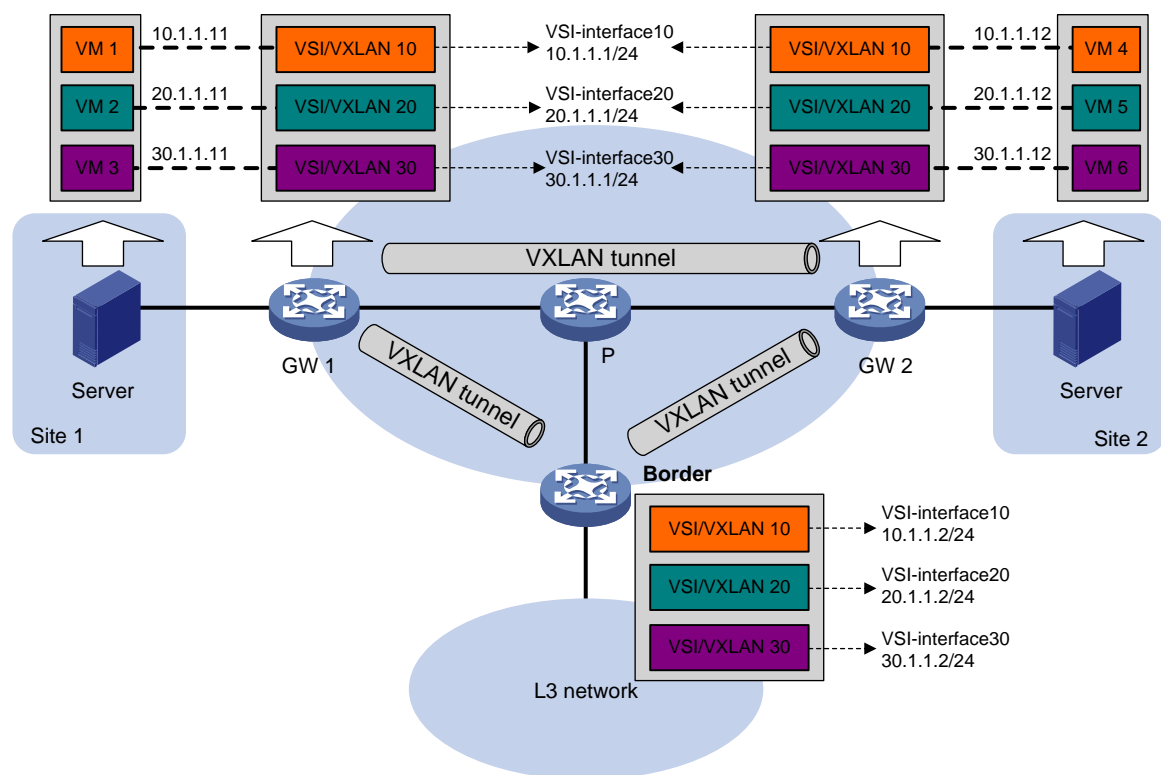 VM 1
10.1.1.11
VSI/VXLAN 10
VSI-interface10
10.1.1.1/24
VSI/VXLAN 10
10.1.1.12
VM 4
VM 2
20.1.1.11
VSI/VXLAN 20
VSI-interface20
20.1.1.1/24
VSI/VXLAN 20
20.1.1.12
VM 5
VM 3
30.1.1.11
VSI/VXLAN 30
VSI-interface30
30.1.1.1/24
VSI/VXLAN 30
30.1.1.12
VM 6
VXLAN tunnel
Server
Site 1
GW 1
P
GW 2
Server
Site 2
VXLAN tunnel
VXLAN tunnel
Border
VSI/VXLAN 10
VSI-interface10
10.1.1.2/24
VSI/VXLAN 20
VSI-interface20
20.1.1.2/24
VSI/VXLAN 30
VSI-interface30
30.1.1.2/24
L3 network